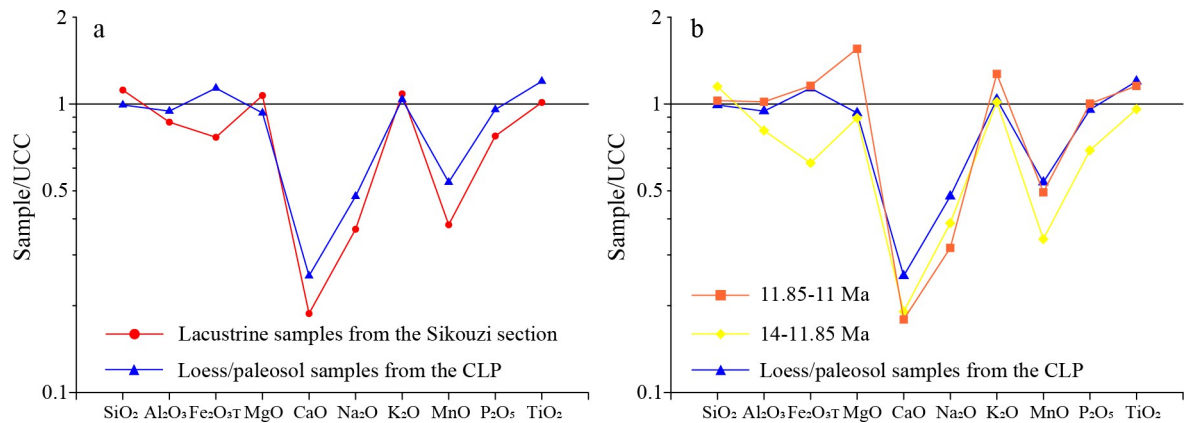 a
2
1
0.5
0.1
Sample/UCC
Lacustrine samples from the Sikouzi section
Loess/paleosol samples from the CLP
SiO₂ Al₂O₃ Fe₂O₃T MgO CaO Na₂O K₂O MnO P₂O₅ TiO₂
b
2
1
0.5
0.1
Sample/UCC
11.85-11 Ma
14-11.85 Ma
Loess/paleosol samples from the CLP
SiO₂ Al₂O₃ Fe₂O₃T MgO CaO Na₂O K₂O MnO P₂O₅ TiO₂